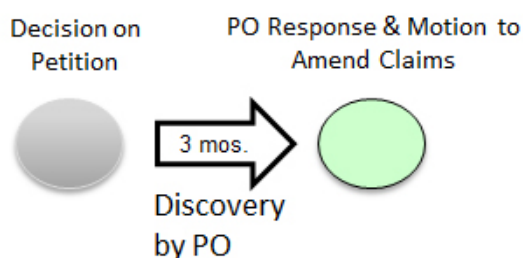 Decision on
Petition
PO Response & Motion to
Amend Claims
3 mos.
Discovery
by PO